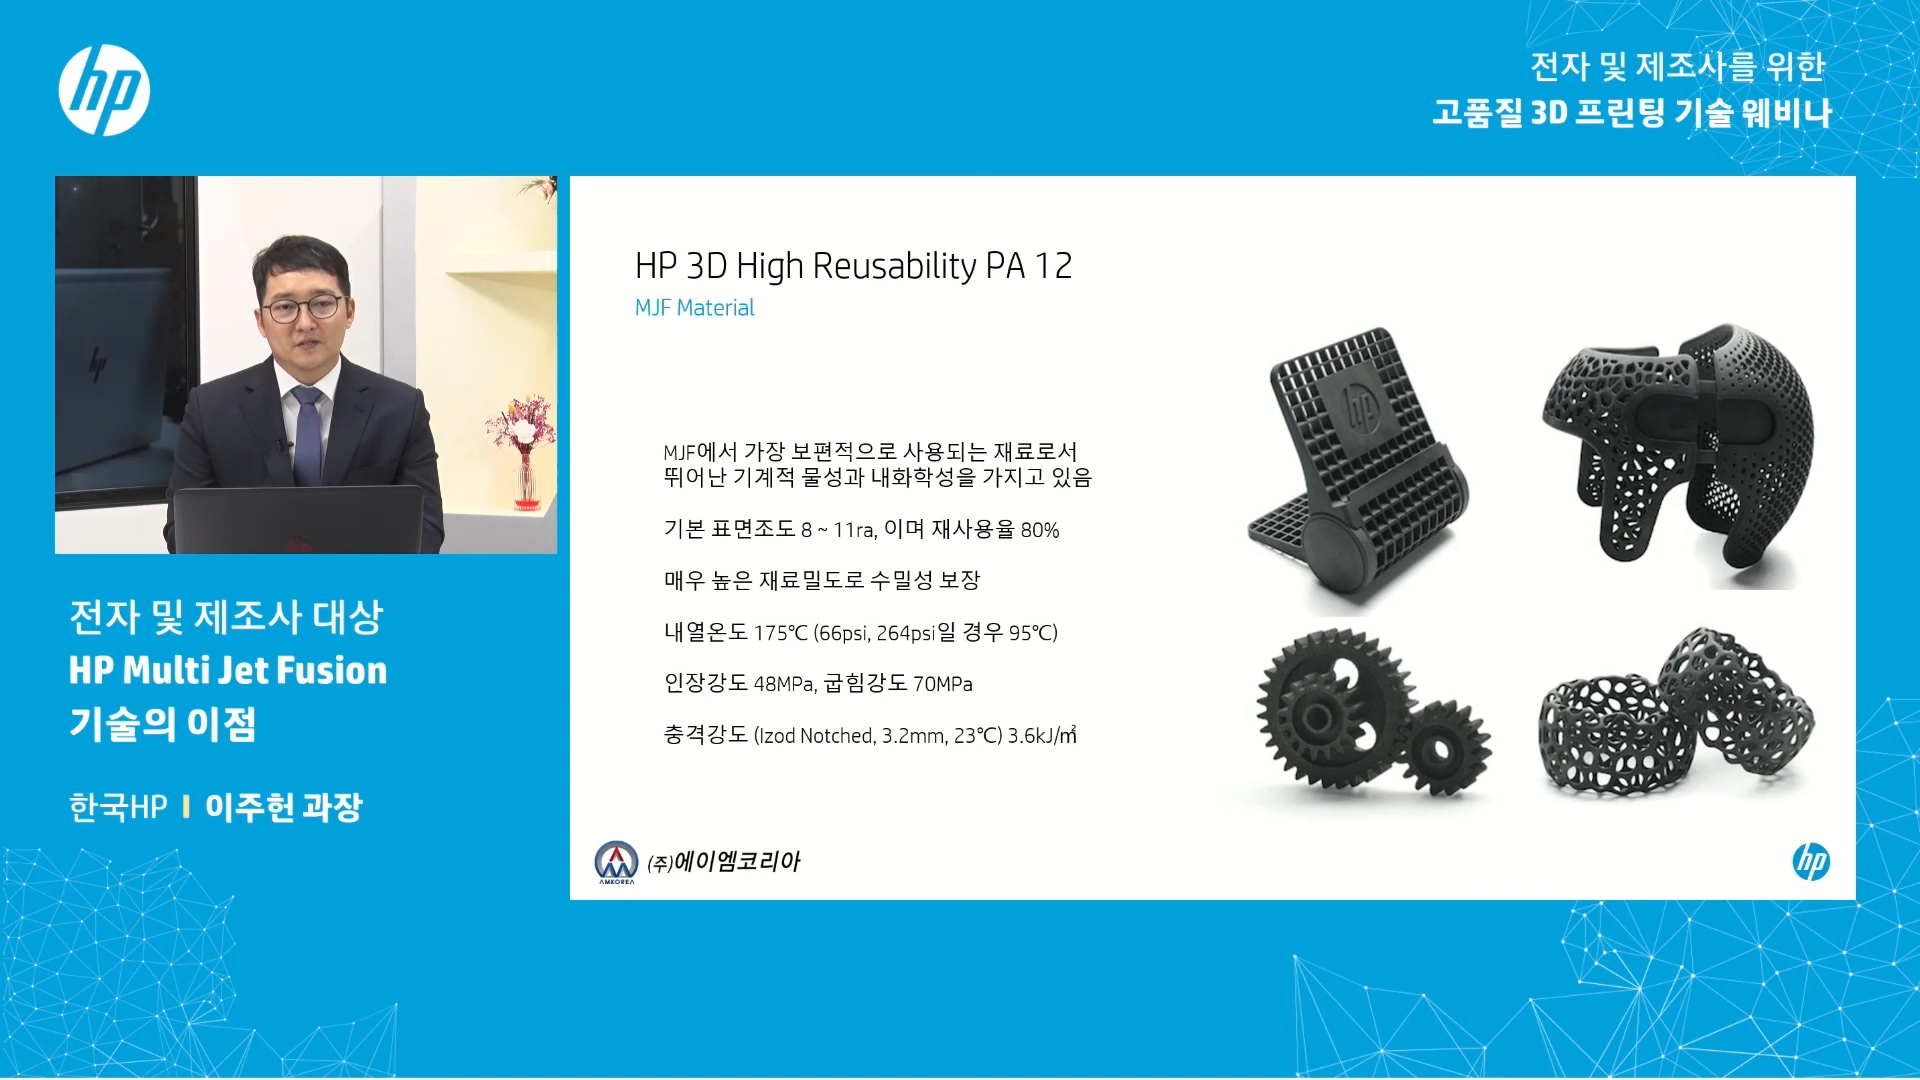 hp
전자 및 제조사를 위한
고품질 3D 프린팅 기술 웨비나
hp
전자 및 제조사 대상
HP Multi Jet Fusion
기술의 이점
한국HP | 이주헌 과장
HP 3D High Reusability PA 12
MJF Material
MJF에서 가장 보편적으로 사용되는 재료로서
뛰어난 기계적 물성과 내화학성을 가지고 있음
기본 표면조도 8 ~ 11ra, 이며 재사용율 80%
매우 높은 재료밀도로 수밀성 보장
내열온도 175℃ (66psi, 264psi일 경우 95℃)
인장강도 48MPa, 굽힘강도 70MPa
충격강도 (Izod Notched, 3.2mm, 23℃) 3.6kJ/㎡
hp
AMKOREA
(주)에이엠코리아
hp